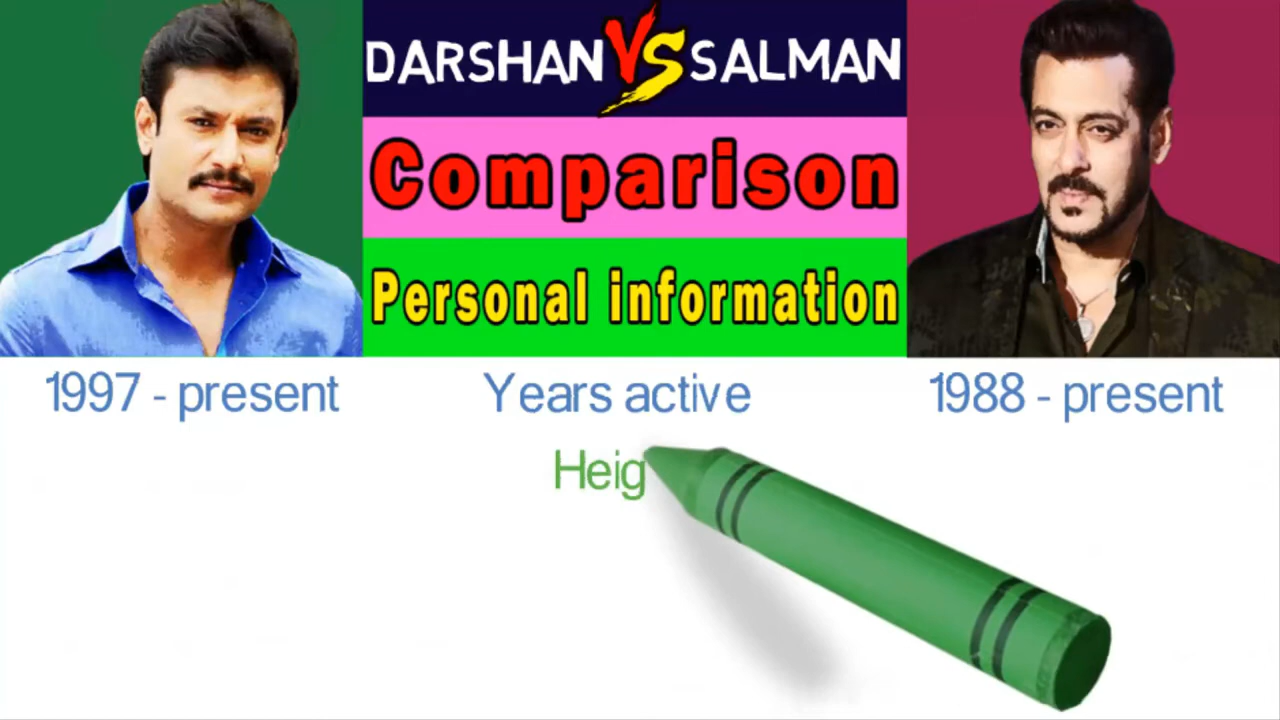 DARSHAN VS SALMAN
Comparison
Personal information
1997 - present Years active 1988 - present
Heig